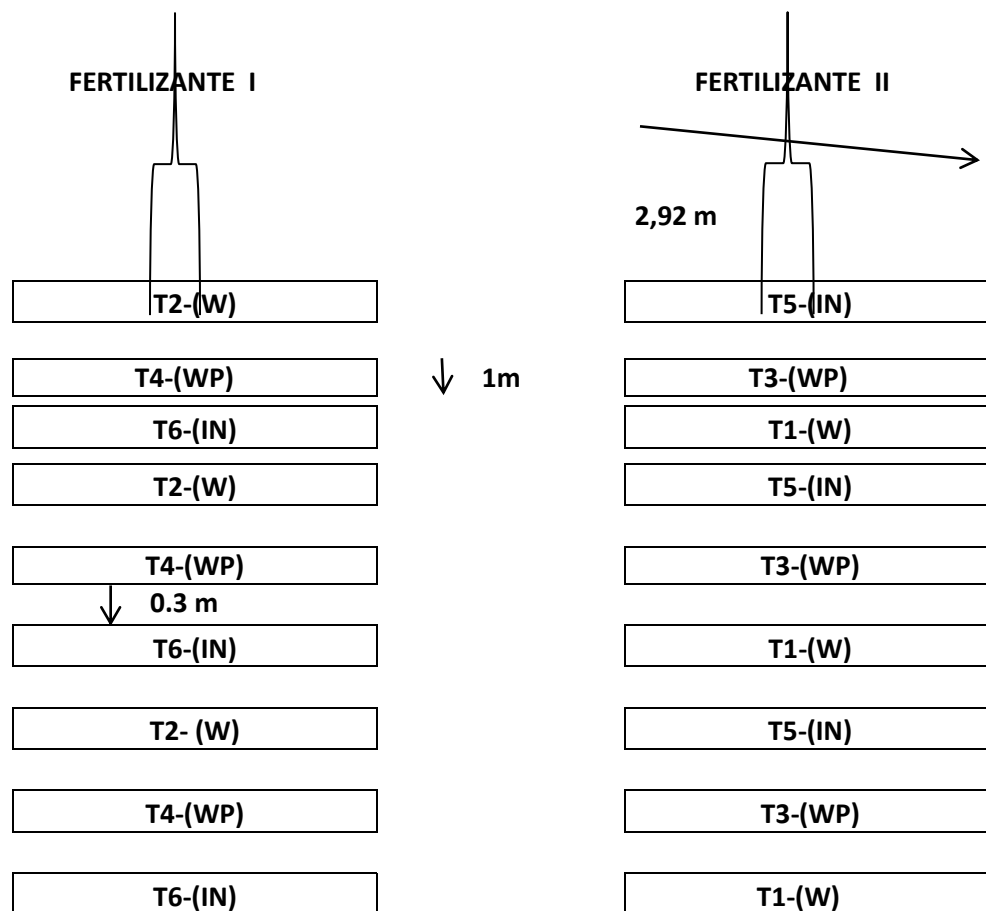 FERTILIZANTE I
FERTILIZANTE II
2,92 m
T2-(W)
T5-(IN)
T4-(WP)
1m
T3-(WP)
T6-(IN)
T1-(W)
T2-(W)
T5-(IN)
T4-(WP)
T3-(WP)
0.3 m
T6-(IN)
T1-(W)
T2- (W)
T5-(IN)
T4-(WP)
T3-(WP)
T6-(IN)
T1-(W)